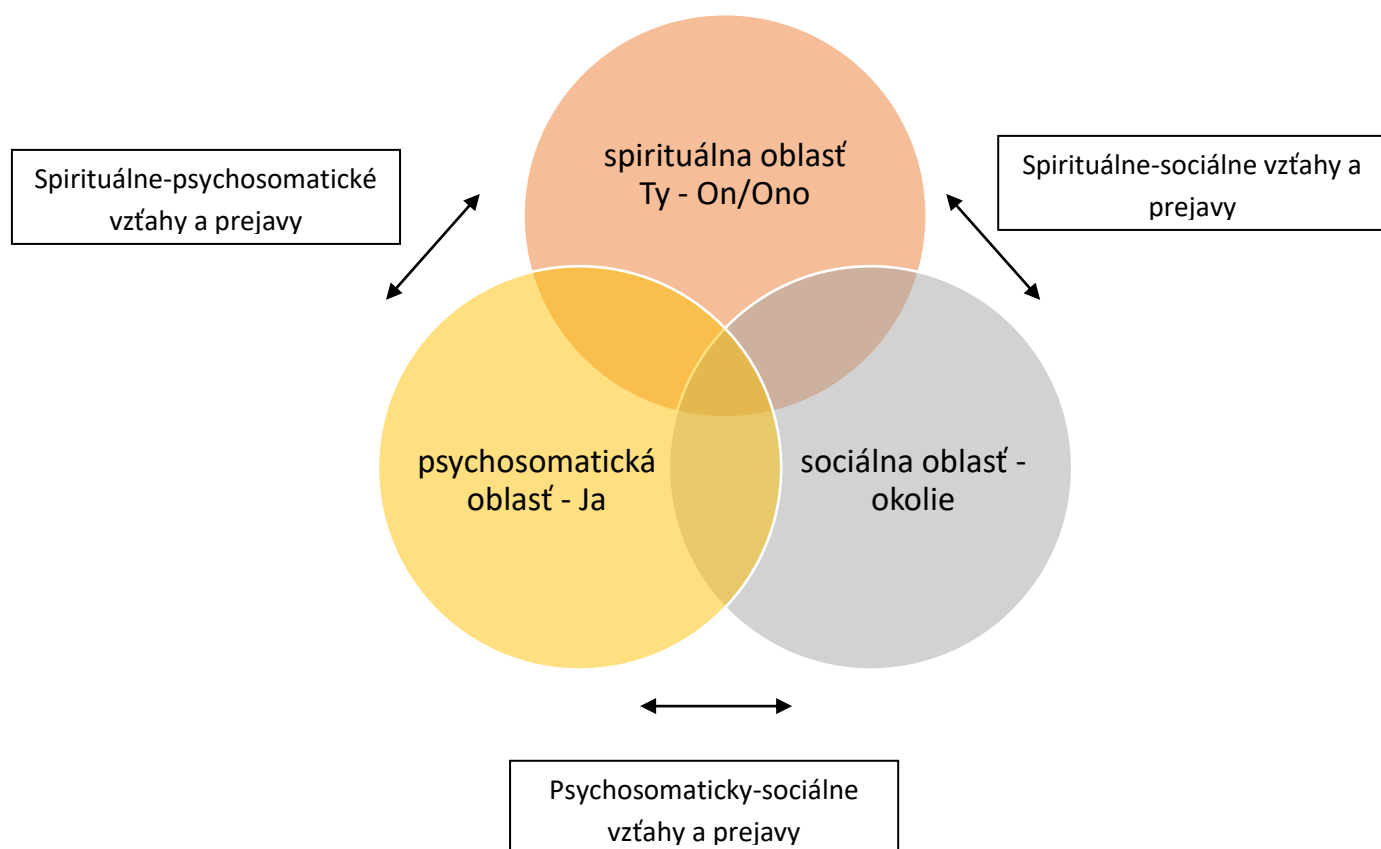 spirituálna oblasť
Ty - On/Ono
Spirituálne-psychosomatické
vzťahy a prejavy
Spirituálne-sociálne vzťahy a
prejavy
psychosomatická
oblasť - Ja
sociálna oblasť -
okolie
Psychosomaticky-sociálne
vzťahy a prejavy